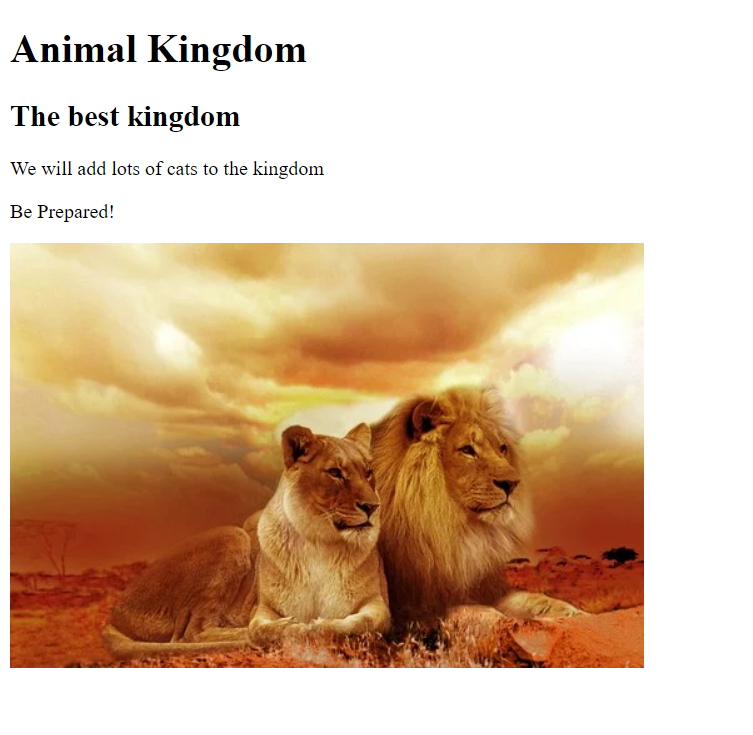 Animal Kingdom
The best kingdom
We will add lots of cats to the kingdom
Be Prepared!